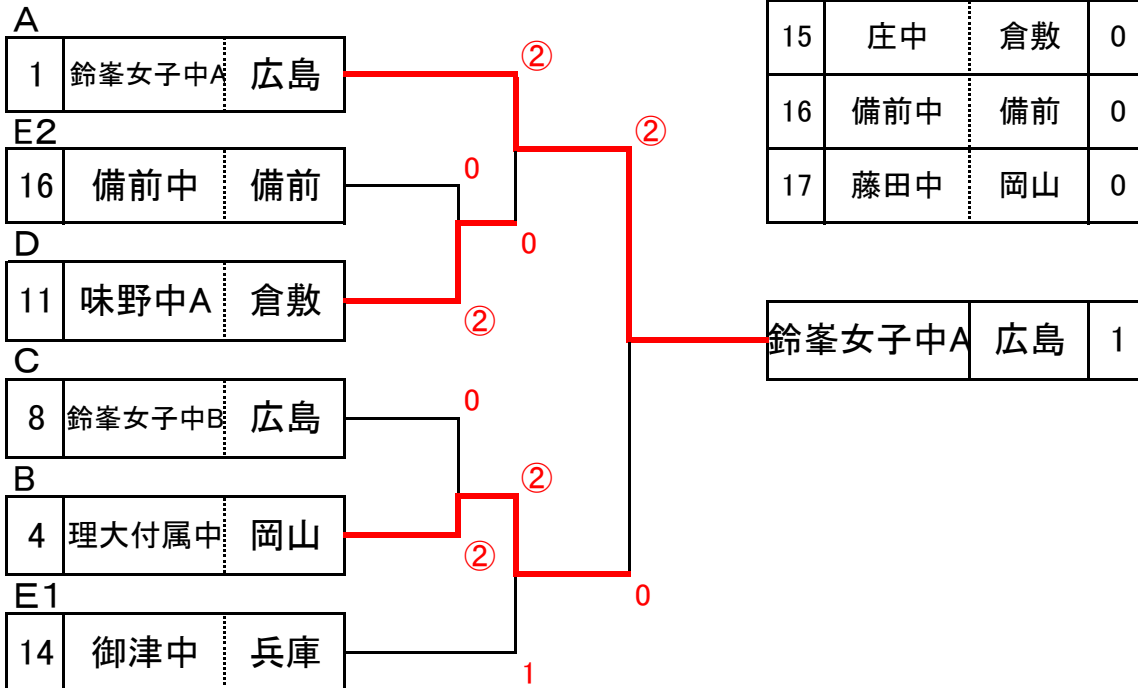 A
1 鈴峯女子中A 広島
②
E2
16 備前中 備前
0
②
D
0
11 味野中A 倉敷
②
C
8 鈴峯女子中B 広島
0
B
②
4 理大付属中 岡山
②
0
E1
14 御津中 兵庫
1
15 庄中 倉敷 0
16 備前中 備前 0
17 藤田中 岡山 0
鈴峯女子中A 広島 1